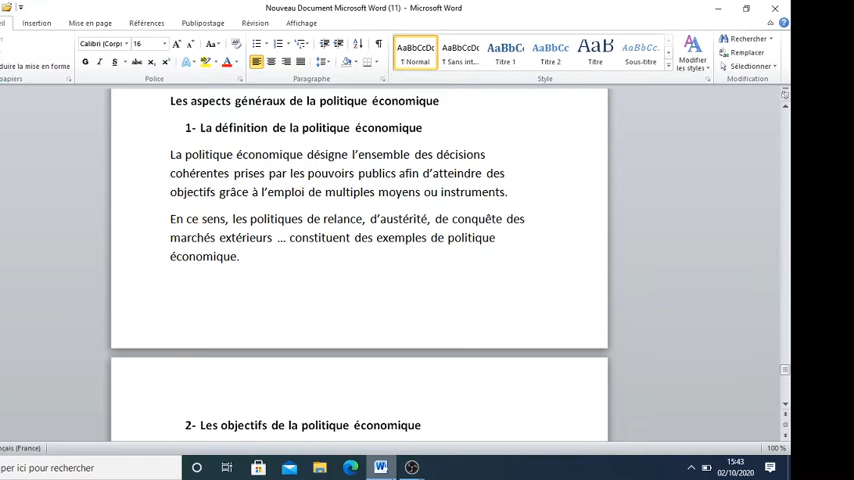 Nouveau Document Microsoft Word (11) - Microsoft Word
Insertion Mise en page Références Publipostage Révision Affichage
Calibri (Corps) 16
Rechercher
Remplacer
Sélectionner
duire la mise en forme
G I S abc
AaBbCcDc AaBbCcDc AaBbC AaBbCc AaB AaBbCc.
¶ Normal ¶ Sans int... Titre 1 Titre 2 Titre Sous-titre
Modifier
les styles
papiers Police Paragraphe Style Modification
Les aspects généraux de la politique économique
1- La définition de la politique économique
La politique économique désigne l'ensemble des décisions
cohérentes prises par les pouvoirs publics afin d'atteindre des
objectifs grâce à l'emploi de multiples moyens ou instruments.
En ce sens, les politiques de relance, d'austérité, de conquête des
marchés extérieurs … constituent des exemples de politique
économique.
2- Les objectifs de la politique économique
çais (France)
100 %
per ici pour rechercher
15:43
02/10/2020